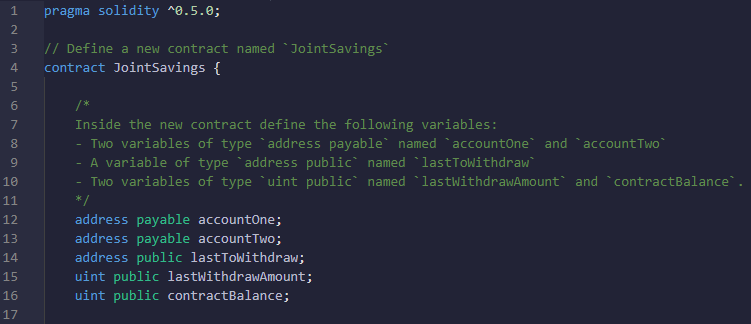 1 pragma solidity ^0.5.0;
2
3 // Define a new contract named `JointSavings`
4 contract JointSavings {
5
6 /*
7 Inside the new contract define the following variables:
8 - Two variables of type `address payable` named `accountOne` and `accountTwo`
9 - A variable of type `address public` named `lastToWithdraw`
10 - Two variables of type `uint public` named `lastWithdrawAmount` and `contractBalance`.
11 */
12 address payable accountOne;
13 address payable accountTwo;
14 address public lastToWithdraw;
15 uint public lastWithdrawAmount;
16 uint public contractBalance;
17